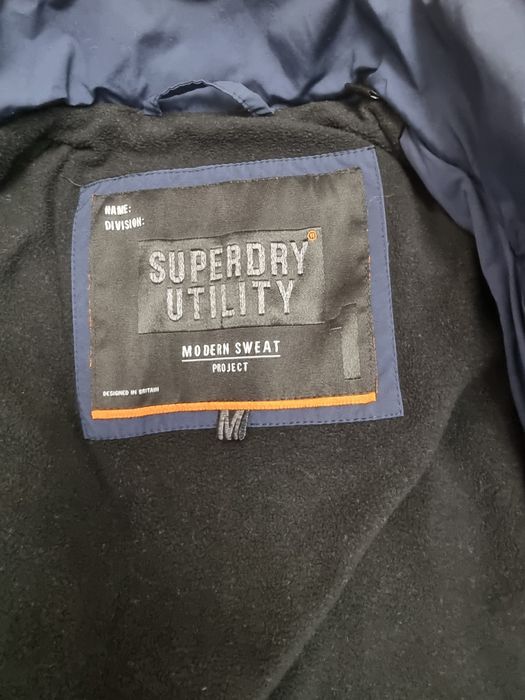 NAME:
DIVISION:
SUPERDRY
UTILITY
MODERN SWEAT
PROJECT
DESIGNED IN BRITAIN
M